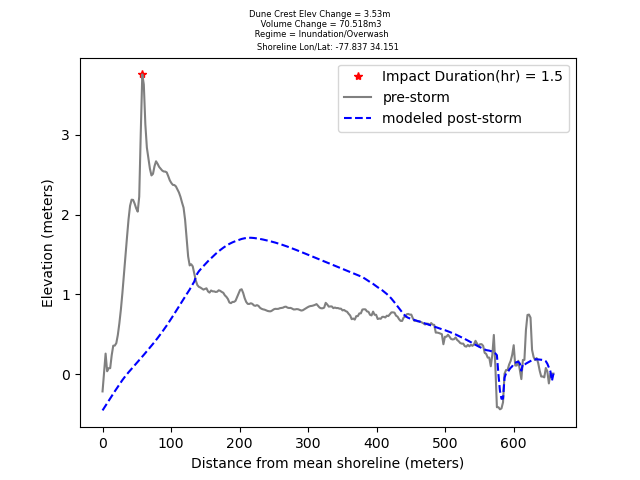 Dune Crest Elev Change = 3.53m
Volume Change = 70.518m3
Regime = Inundation/Overwash
Shoreline Lon/Lat: -77.837 34.151
Impact Duration(hr) = 1.5
pre-storm
modeled post-storm
3
2
1
0
Elevation (meters)
0 100 200 300 400 500 600
Distance from mean shoreline (meters)